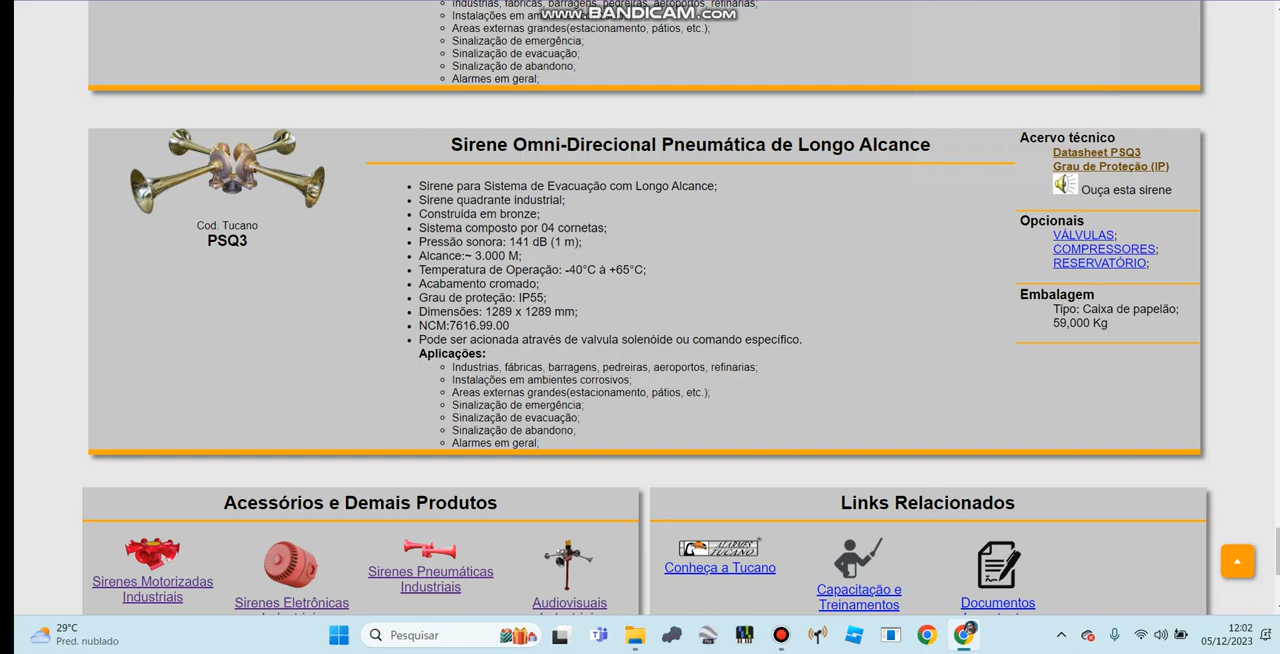 Industrias, fábricas, barragens, pedreiras, aeroportos, refinarias;
www.BANDICAM.com
Instalações em
Areas externas grandes(estacionamento, pátios, etc.);
Sinalização de emergência;
Sinalização de evacuação;
Sinalização de abandono;
Alarmes em geral;
Cod. Tucano
PSQ3
Sirene Omni-Direcional Pneumática de Longo Alcance
Sirene para Sistema de Evacuação com Longo Alcance;
Sirene quadrante industrial;
Construida em bronze;
Sistema composto por 04 cornetas;
Pressão sonora: 141 dB (1 m);
Alcance:~ 3.000 M;
Temperatura de Operação: -40°C à +65°C;
Acabamento cromado;
Grau de proteção: IP55;
Dimensões: 1289 x 1289 mm;
NCM:7616.99.00
Pode ser acionada através de valvula solenóide ou comando específico.
Aplicações:
Industrias, fábricas, barragens, pedreiras, aeroportos, refinarias;
Instalações em ambientes corrosivos;
Areas externas grandes(estacionamento, pátios, etc.);
Sinalização de emergência;
Sinalização de evacuação;
Sinalização de abandono;
Alarmes em geral;
Acervo técnico
Datasheet PSQ3
Grau de Proteção (IP)
Ouça esta sirene
Opcionais
VÁLVULAS;
COMPRESSORES;
RESERVATÓRIO;
Embalagem
Tipo: Caixa de papelão;
59,000 Kg
Acessórios e Demais Produtos
Sirenes Motorizadas
Industriais
Sirenes Eletrônicas
Sirenes Pneumáticas
Industriais
Audiovisuais
Links Relacionados
ALARMES
TUCANO
Conheça a Tucano
Capacitação e
Treinamentos
Documentos
29°C
Pred. nublado
Pesquisar
12:02
05/12/2023